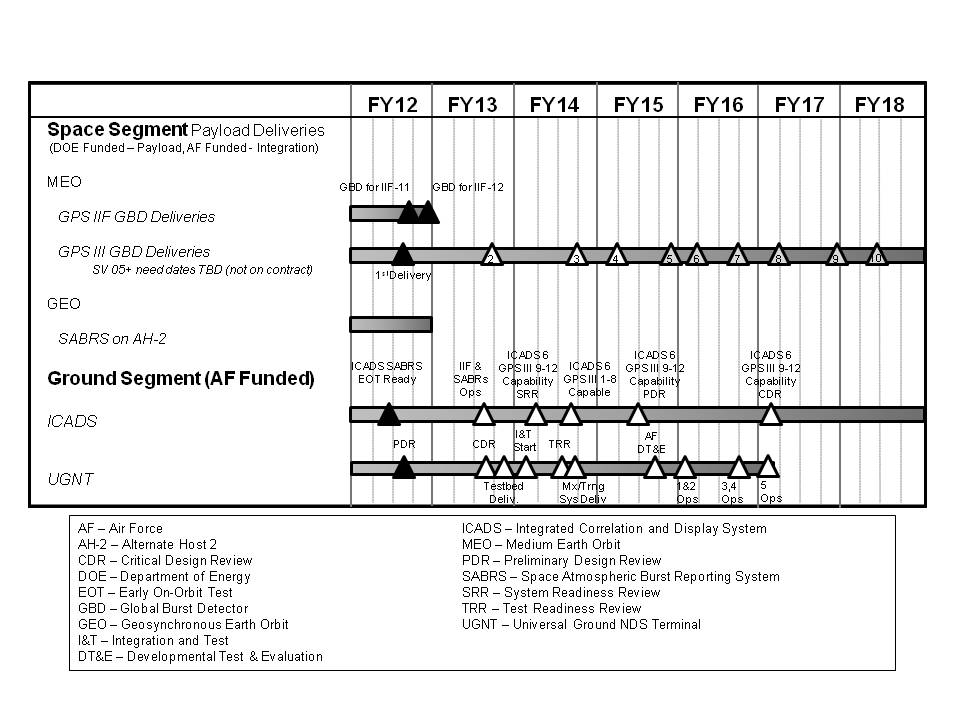 FY12 FY13 FY14 FY15 FY16 FY17 FY18
Space Segment Payload Deliveries
(DOE Funded – Payload, AF Funded - Integration)
MEO
GBD for IIF-11 GBD for IIF-12
GPS IIF GBD Deliveries
GPS III GBD Deliveries
2 3 4 5 6 7 8 9 10
SV 05+ need dates TBD (not on contract)
1st Delivery
GEO
SABRS on AH-2
Ground Segment (AF Funded)
ICADS SABRS
EOT Ready
IIF &
SABRs
Ops
ICADS 6
GPS III 9-12
Capability
SRR
ICADS 6
GPS III 1-8
Capable
ICADS 6
GPS III 9-12
Capability
PDR
ICADS 6
GPS III 9-12
Capability
CDR
ICADS
PDR
CDR
I&T
Start
TRR
AF
DT&E
UGNT
Testbed
Deliv.
Mx/Trng
Sys Deliv
1&2
Ops
3,4
Ops
5
Ops
AF – Air Force
AH-2 – Alternate Host 2
CDR – Critical Design Review
DOE – Department of Energy
EOT – Early On-Orbit Test
GBD – Global Burst Detector
GEO – Geosynchronous Earth Orbit
I&T – Integration and Test
DT&E – Developmental Test & Evaluation
ICADS – Integrated Correlation and Display System
MEO – Medium Earth Orbit
PDR – Preliminary Design Review
SABRS – Space Atmospheric Burst Reporting System
SRR – System Readiness Review
TRR – Test Readiness Review
UGNT – Universal Ground NDS Terminal